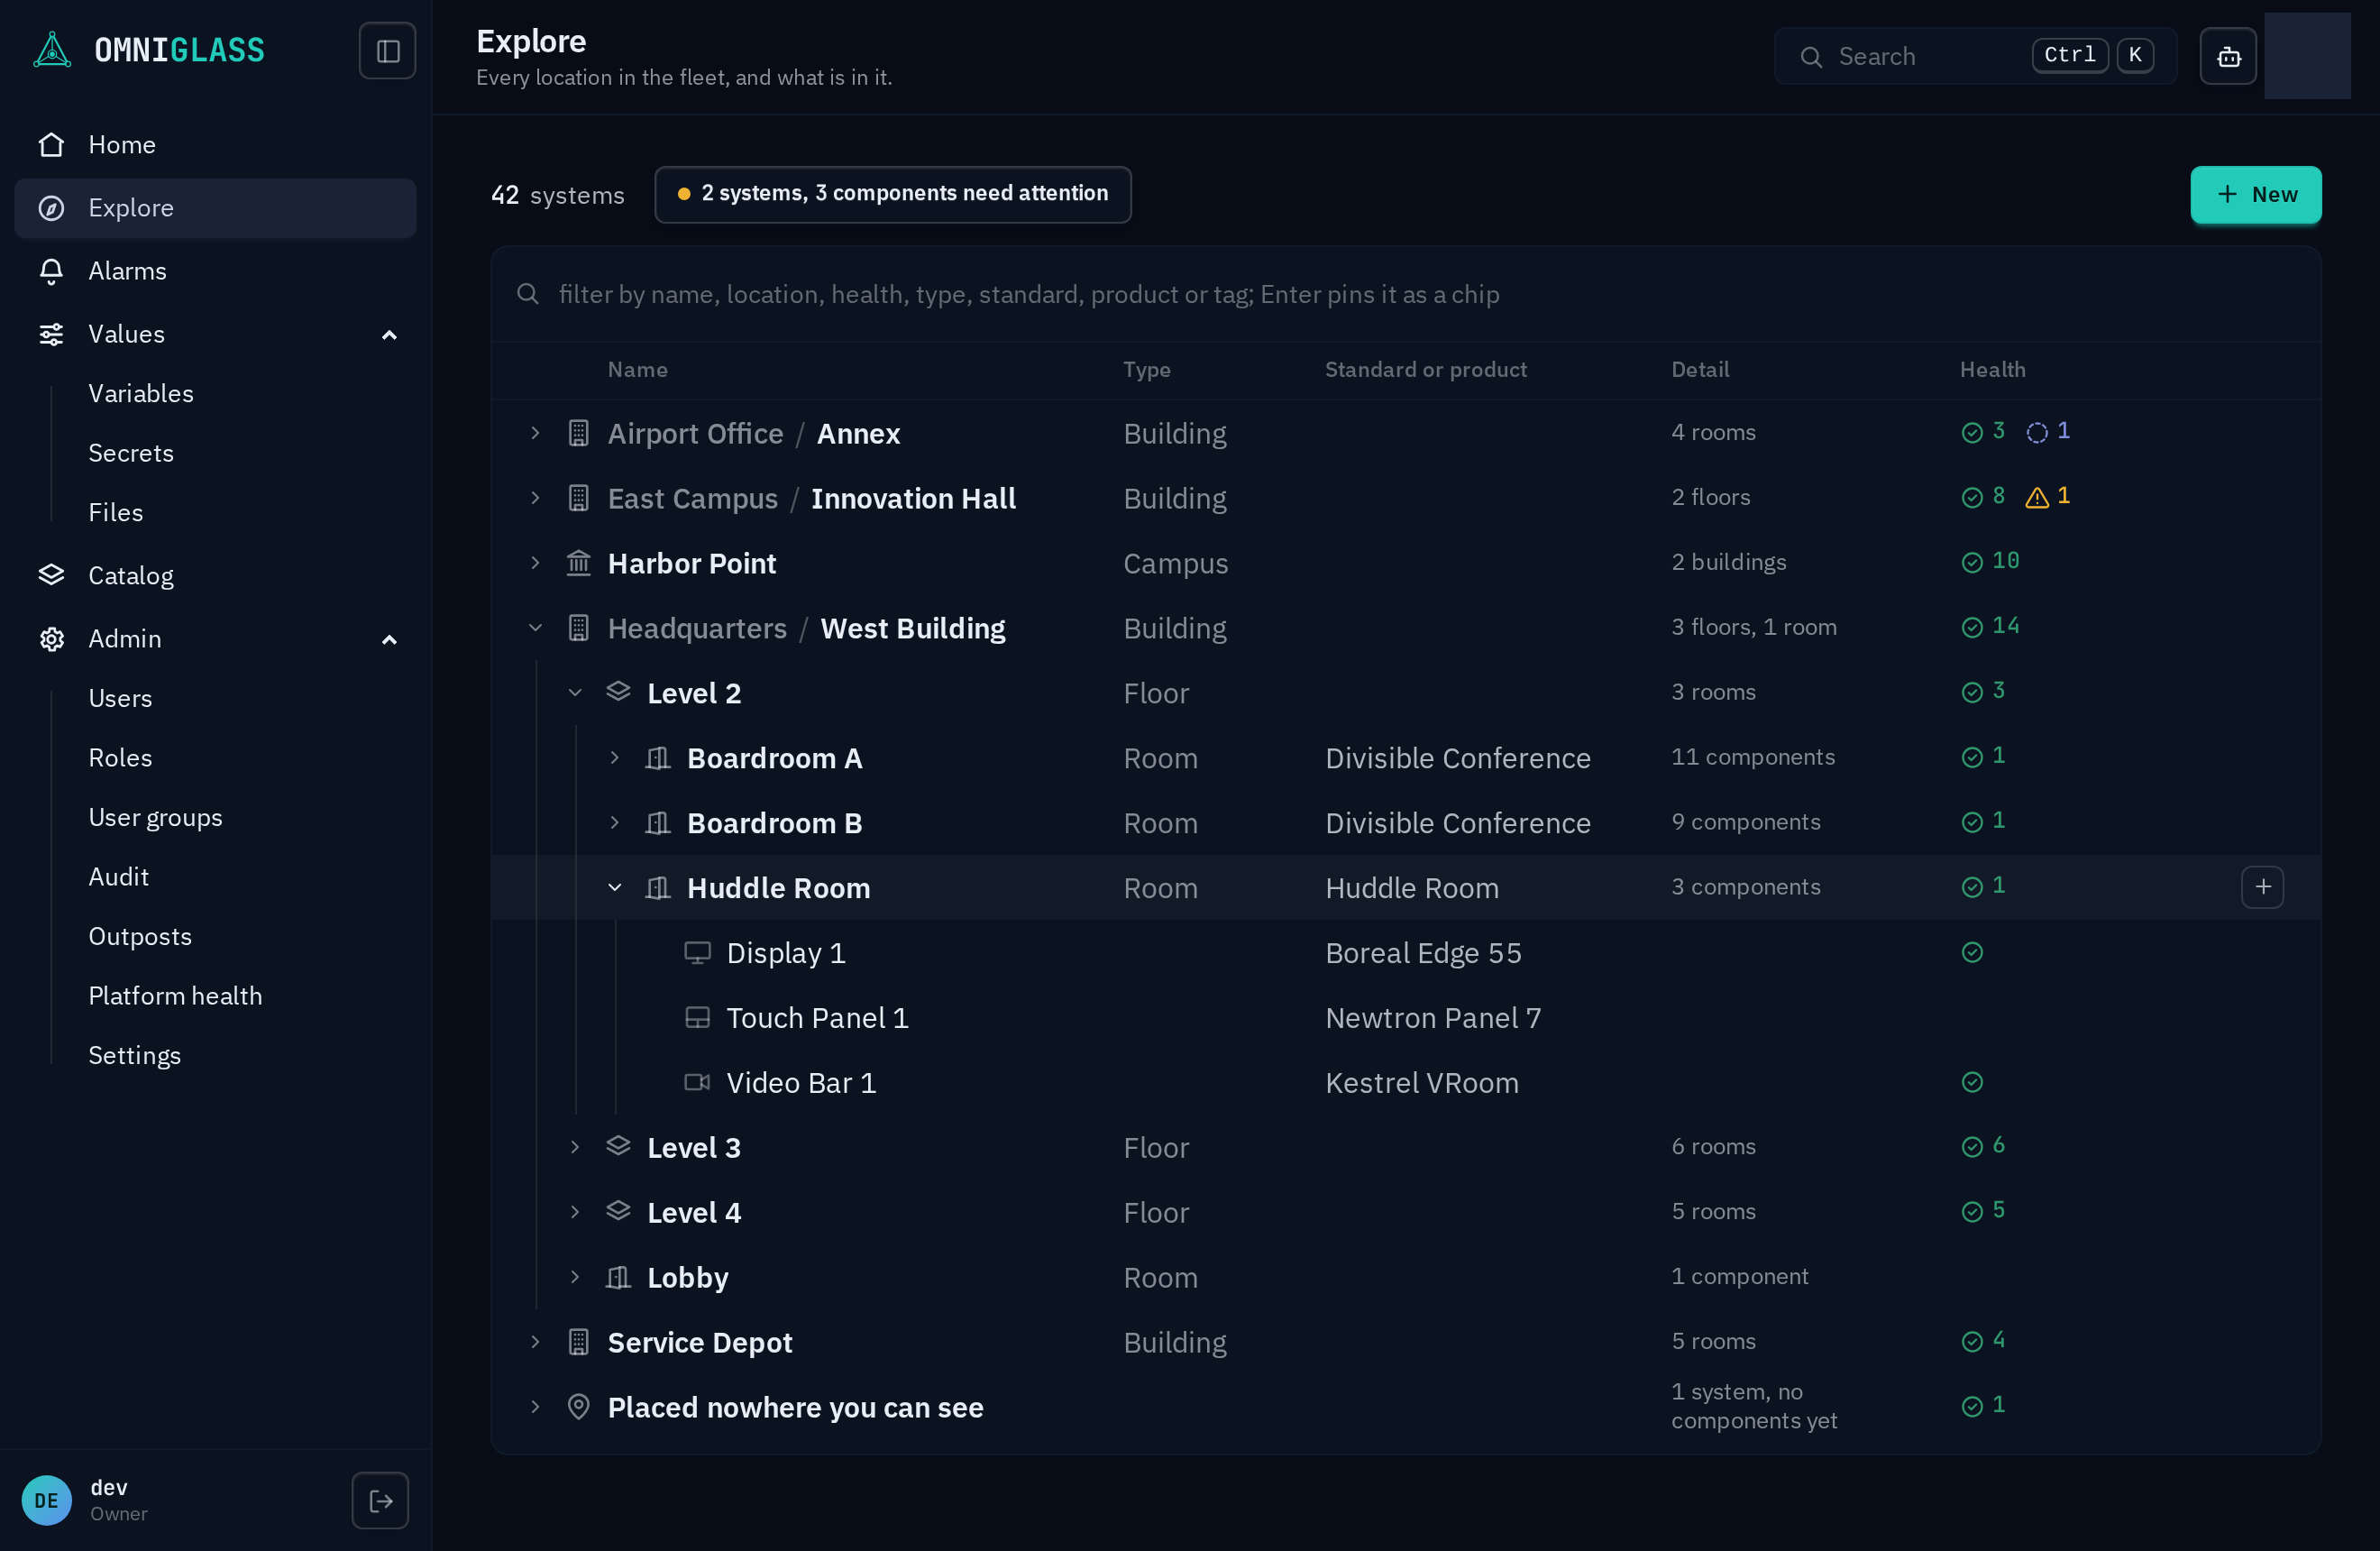 OMNIGLASS
Explore
Every location in the fleet, and what is in it.
Search Ctrl K
Home
Explore
Alarms
Values
Variables
Secrets
Files
Catalog
Admin
Users
Roles
User groups
Audit
Outposts
Platform health
Settings
DE dev
Owner
42 systems 2 systems, 3 components need attention New
filter by name, location, health, type, standard, product or tag; Enter pins it as a chip
Name Type Standard or product Detail Health
Airport Office / Annex Building 4 rooms 3 1
East Campus / Innovation Hall Building 2 floors 8 1
Harbor Point Campus 2 buildings 10
Headquarters / West Building Building 3 floors, 1 room 14
Level 2 Floor 3 rooms 3
Boardroom A Room Divisible Conference 11 components 1
Boardroom B Room Divisible Conference 9 components 1
Huddle Room Room Huddle Room 3 components 1
Display 1 Boreal Edge 55
Touch Panel 1 Newtron Panel 7
Video Bar 1 Kestrel VRoom
Level 3 Floor 6 rooms 6
Level 4 Floor 5 rooms 5
Lobby Room 1 component
Service Depot Building 5 rooms 4
Placed nowhere you can see 1 system, no 1
components yet